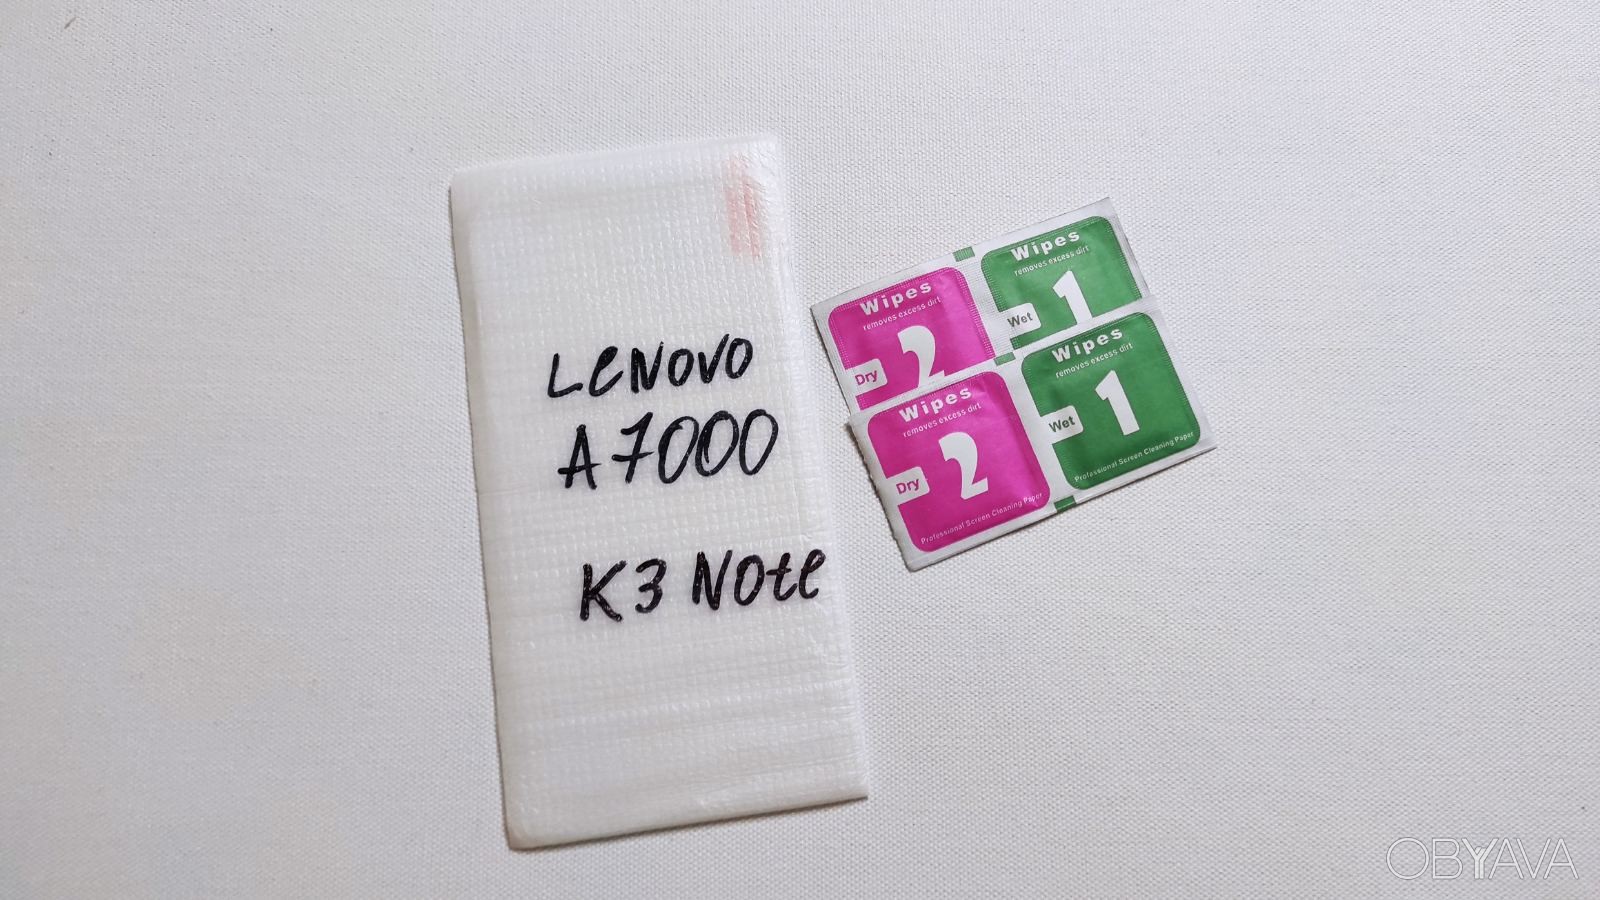 LeNOVO
A7000
K3 NOte
Wipes
removes excess dirt
2
Dry
Wipes
removes excess dirt
1
Wet
Wipes
removes excess dirt
2
Dry
Professional Screen Cleaning Paper
Wipes
removes excess dirt
1
Wet
Professional Screen Cleaning Paper
OBYAVA